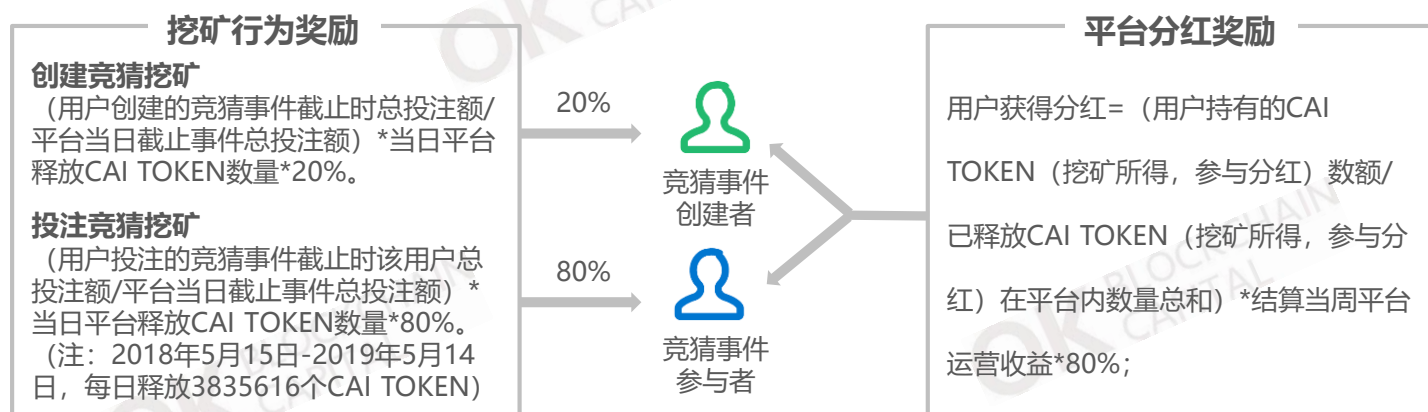 挖矿行为奖励
创建竞猜挖矿
（用户创建的竞猜事件截止时总投注额/
平台当日截止事件总投注额）*当日平台
释放CAI TOKEN数量*20%。
投注竞猜挖矿
（用户投注的竞猜事件截止时该用户总
投注额/平台当日截止事件总投注额）*
当日平台释放CAI TOKEN数量*80%。
（注：2018年5月15日-2019年5月14
日，每日释放3835616个CAI TOKEN）
20%
竞猜事件
创建者
80%
竞猜事件
参与者
平台分红奖励
用户获得分红=（用户持有的CAI
TOKEN（挖矿所得，参与分红）数额/
已释放CAI TOKEN（挖矿所得，参与分
红）在平台内数量总和）*结算当周平台
运营收益*80%；
OK
CAPITAL
OK BLOCKCHAIN
CAPITAL
OK BLOCKCHAIN
CAPITAL